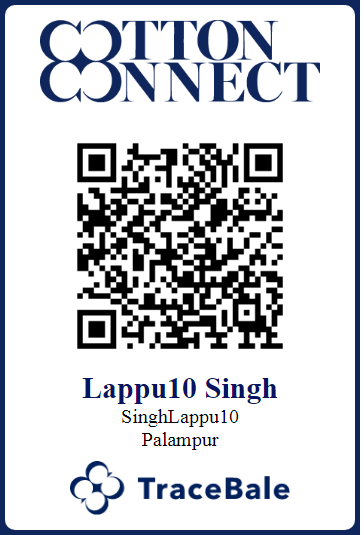 COTTON
CONNECT
Lappu10 Singh
SinghLappu10
Palampur
TraceBale